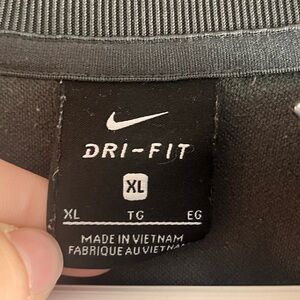 DRI-FIT
XL
XL TG EG
MADE IN VIETNAM
FABRIQUE AU VIETNAM